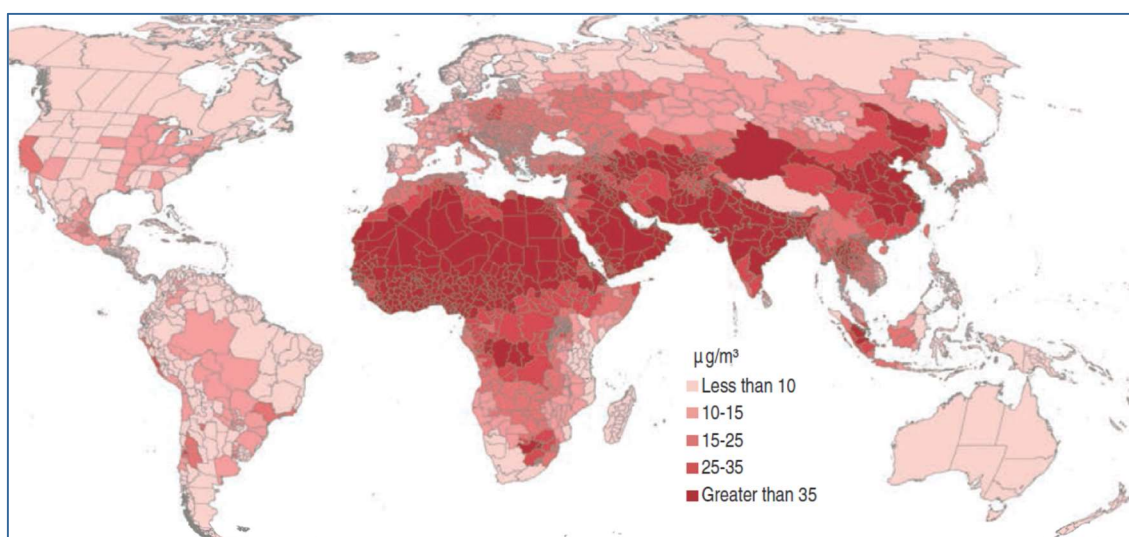 μg/m³
Less than 10
10-15
15-25
25-35
Greater than 35